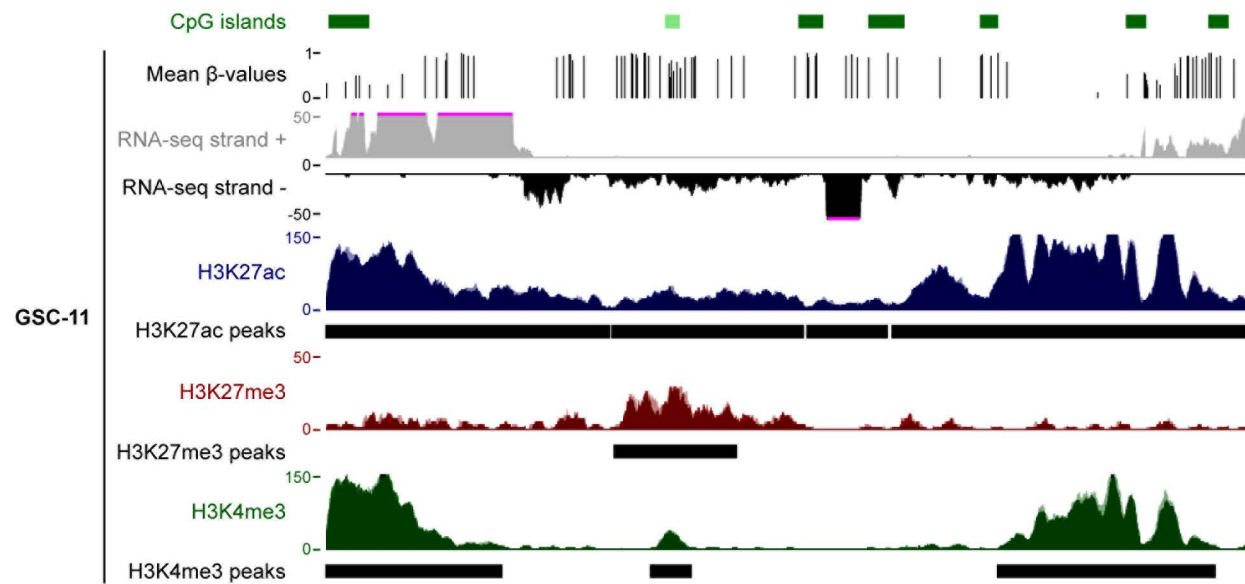 CpG islands
1
Mean β-values
0
50
RNA-seq strand +
0
RNA-seq strand -
-50
150
H3K27ac
0
GSC-11
H3K27ac peaks
50
H3K27me3
0
H3K27me3 peaks
150
H3K4me3
0
H3K4me3 peaks